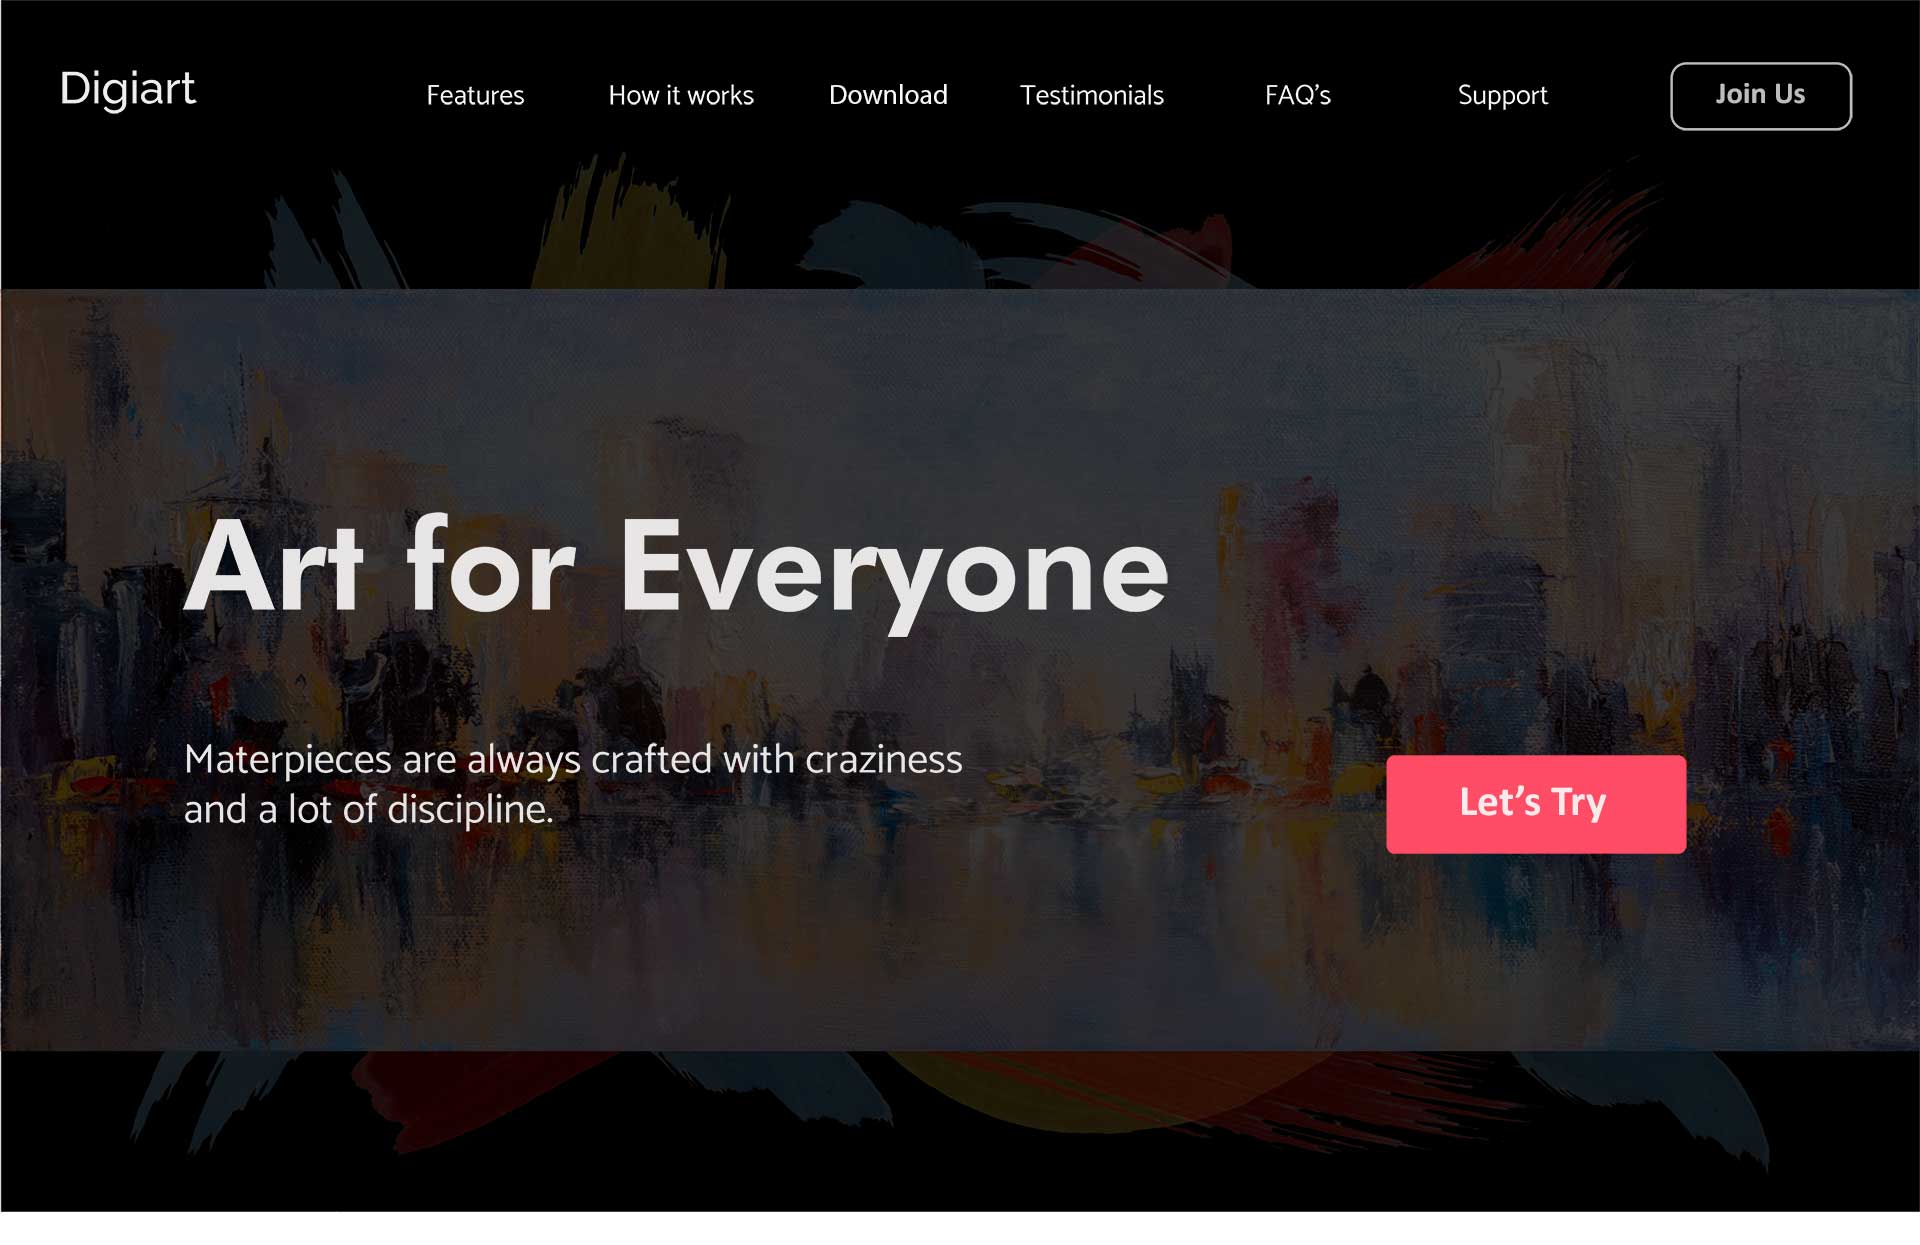 Digiart
Features
How it works
Download
Testimonials
FAQ’s
Support
Join Us
Art for Everyone
Materpieces are always crafted with craziness
and a lot of discipline.
Let’s Try